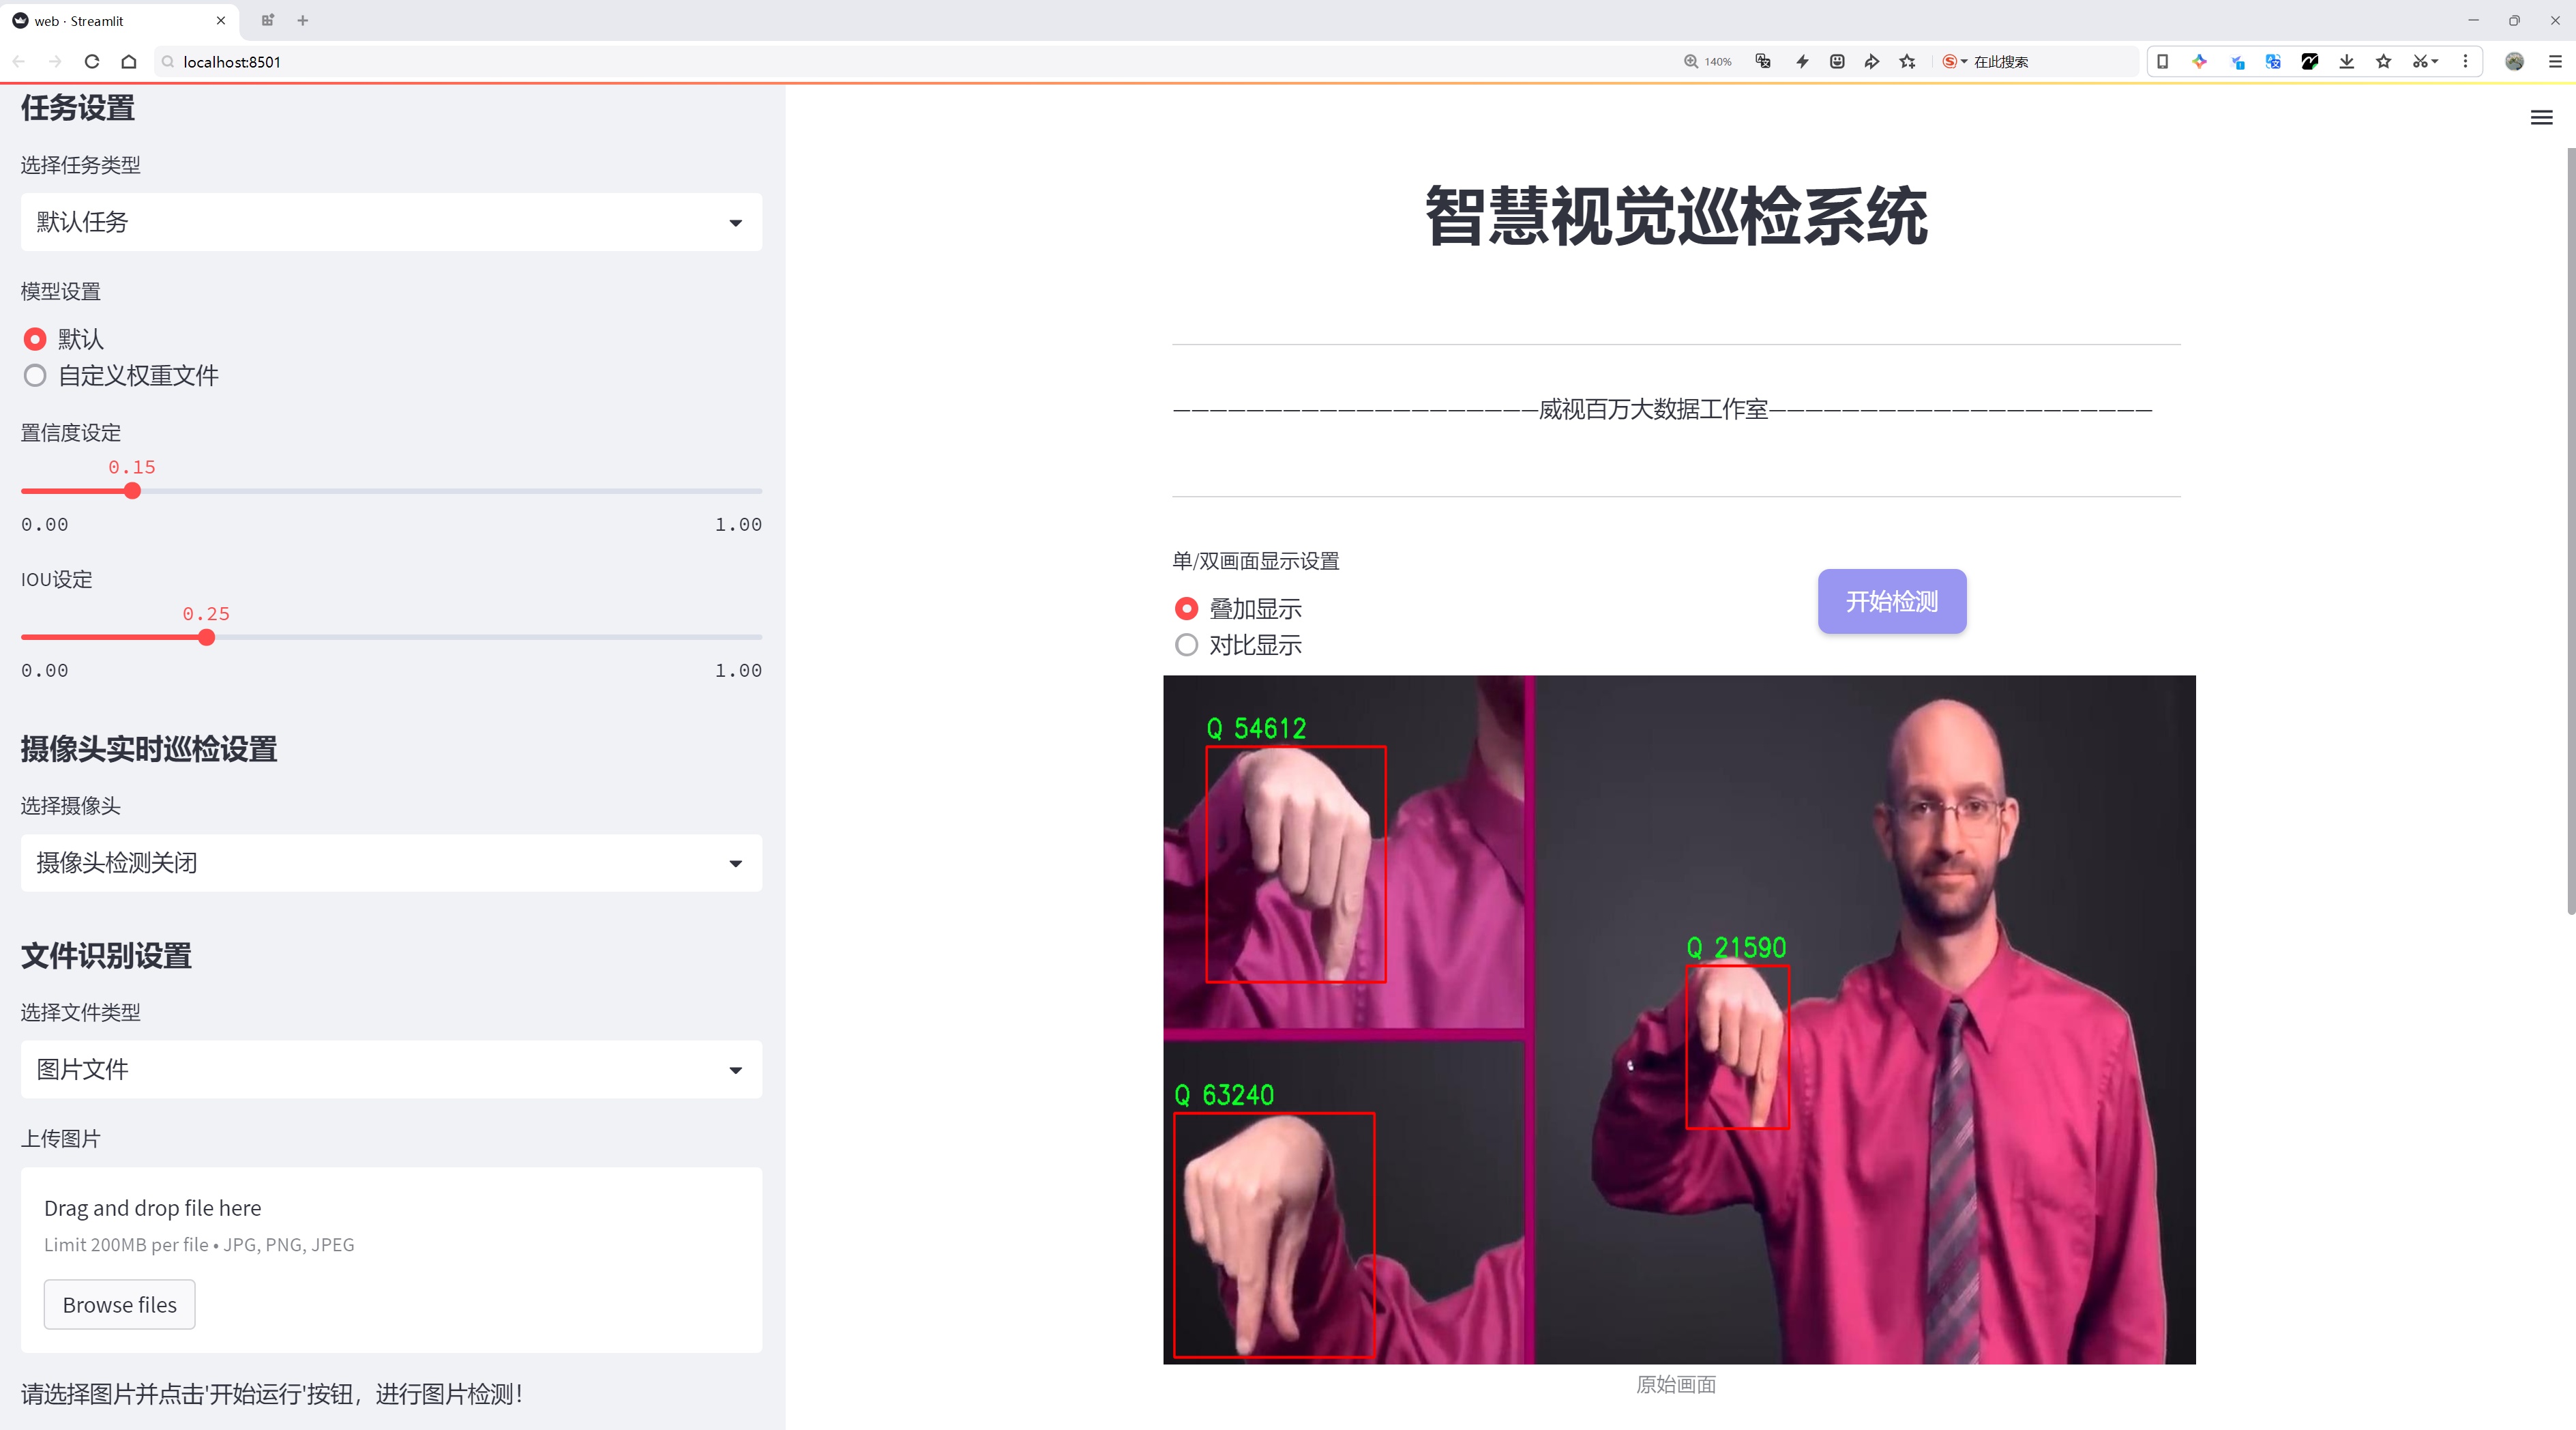 web · Streamlit
localhost:8501
140%
在此搜索
任务设置
选择任务类型
默认任务
模型设置
默认
自定义权重文件
置信度设定
0.15
0.00 1.00
IOU设定
0.25
0.00 1.00
摄像头实时巡检设置
选择摄像头
摄像头检测关闭
文件识别设置
选择文件类型
图片文件
上传图片
Drag and drop file here
Limit 200MB per file • JPG, PNG, JPEG
Browse files
请选择图片并点击'开始运行'按钮，进行图片检测！
智慧视觉巡检系统
————————————————————威视百万大数据工作室—————————————————————
单/双画面显示设置
叠加显示
对比显示
开始检测
Q 54612
Q 21590
Q 63240
原始画面